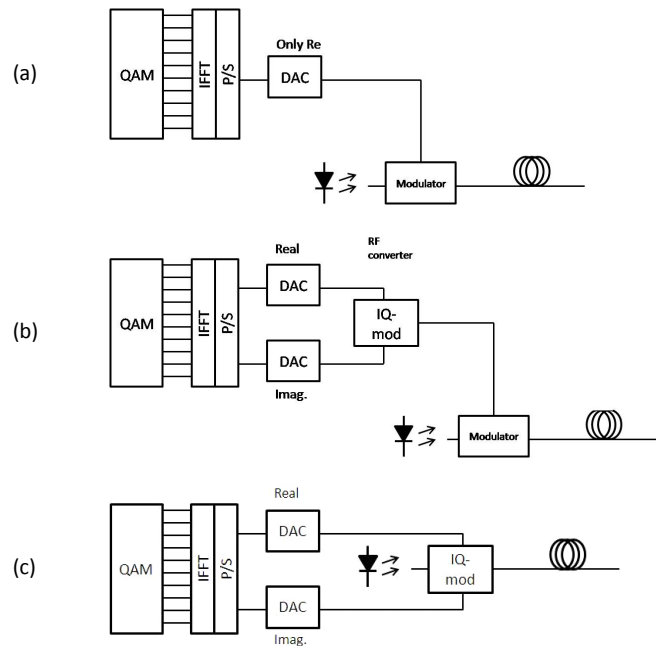 (a)
QAM
IFFT
P/S
Only Re
DAC
Modulator
(b)
QAM
IFFT
P/S
Real
DAC
DAC
Imag.
RF
converter
IQ-
mod
Modulator
(c)
QAM
IFFT
P/S
Real
DAC
DAC
Imag.
IQ-
mod